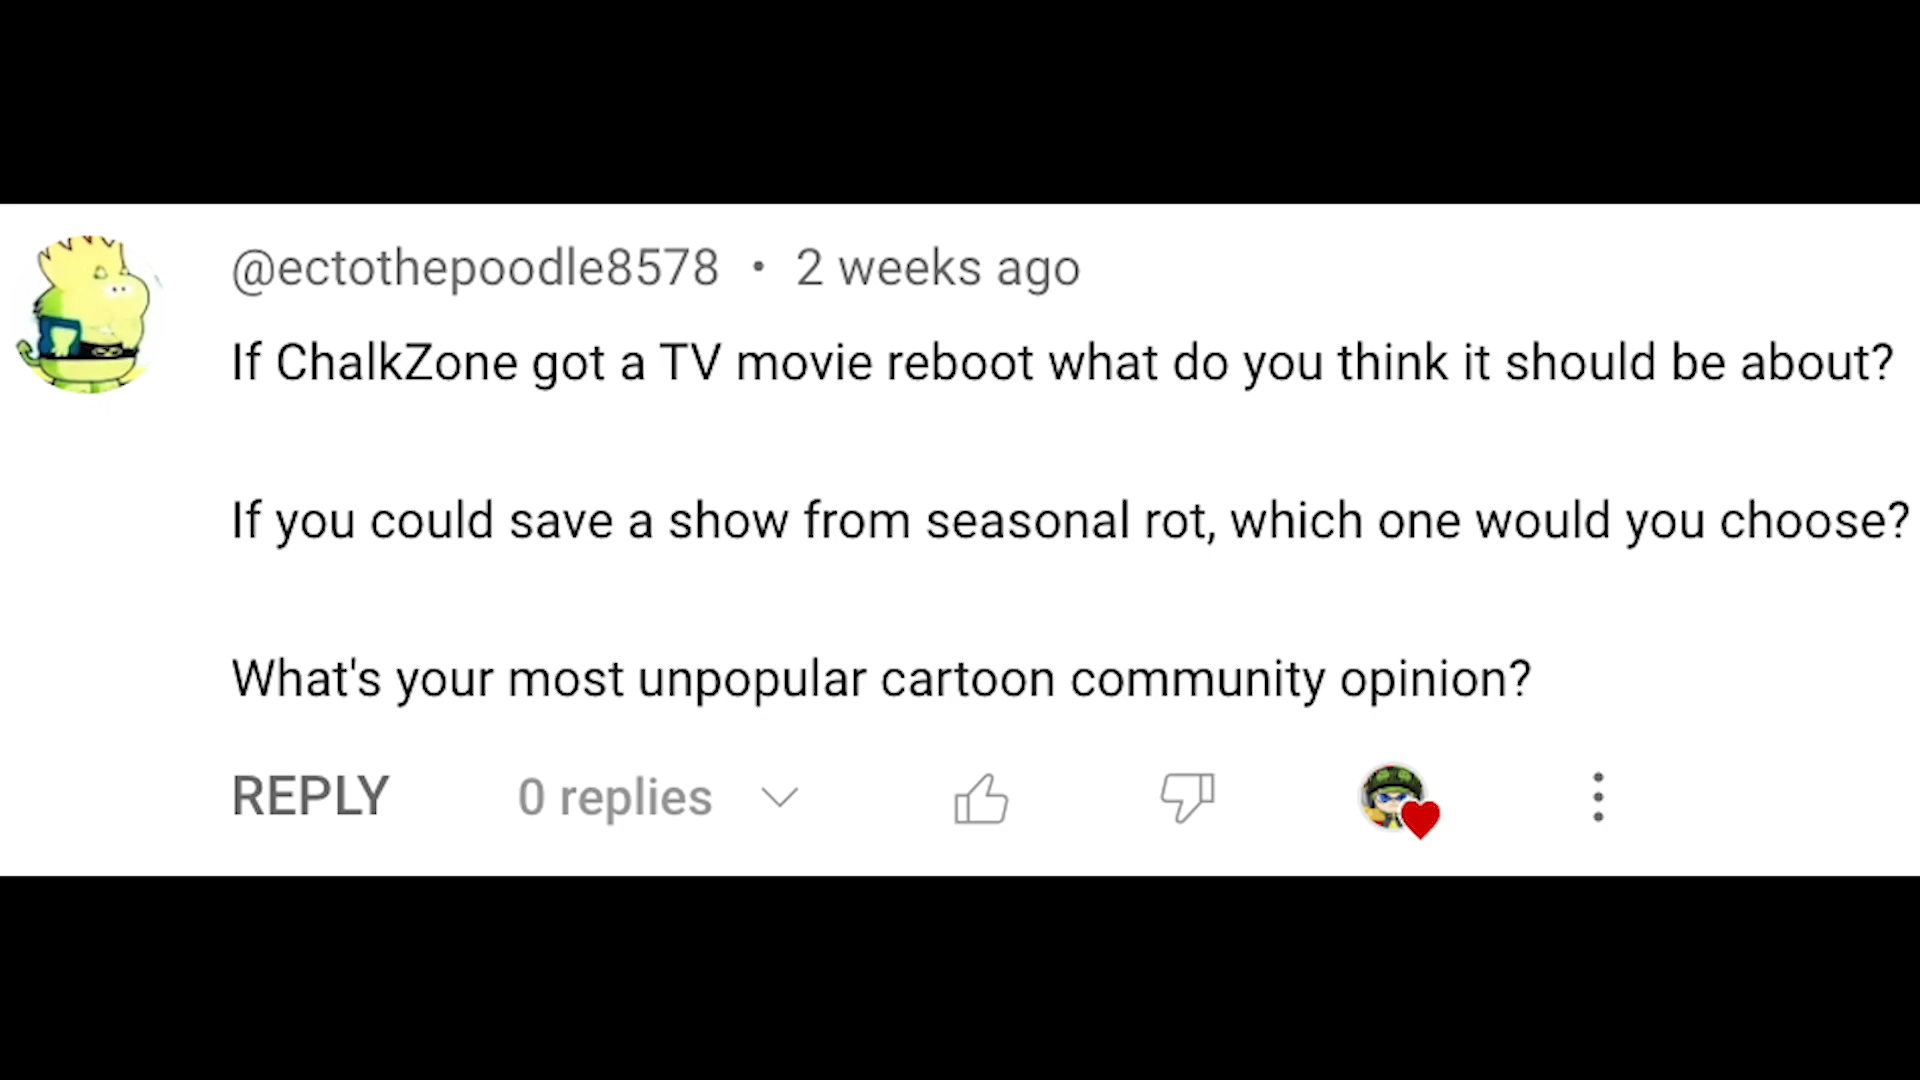 @ectothepoodle8578 • 2 weeks ago
If ChalkZone got a TV movie reboot what do you think it should be about?
If you could save a show from seasonal rot, which one would you choose?
What's your most unpopular cartoon community opinion?
REPLY 0 replies